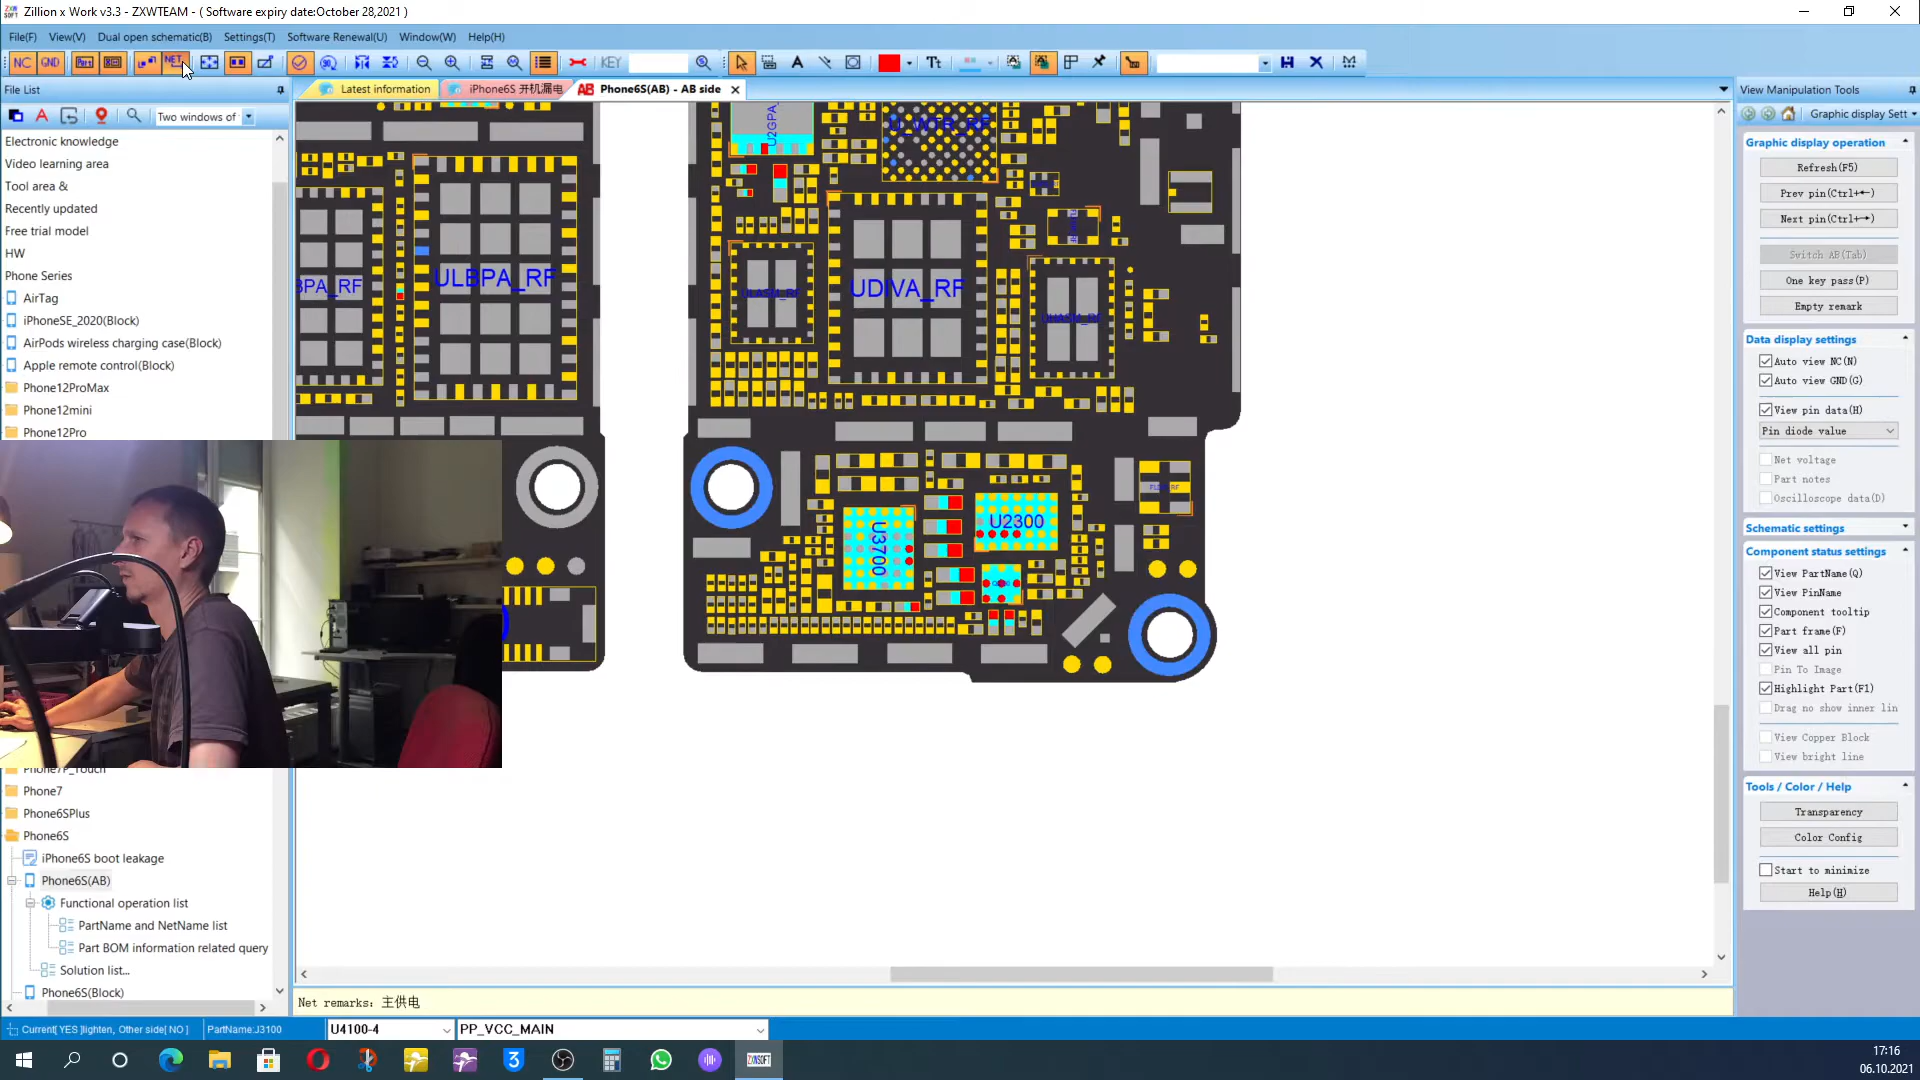 Zillion x Work v3.3 - ZXWTEAM - ( Software expiry date:October 28,2021 )
File(F) View(V) Dual open schematic(B) Settings(T) Software Renewal(U) Window(W) Help(H)
NC GND Part NET KEY A Tt
File List
Latest information
iPhone6S 开机漏电
AB Phone6S(AB) - AB side
View Manipulation Tools
Two windows of
Graphic display Sett
Electronic knowledge
Video learning area
Tool area &
Recently updated
Free trial model
HW
Phone Series
AirTag
iPhoneSE_2020(Block)
AirPods wireless charging case(Block)
Apple remote control(Block)
Phone12ProMax
Phone12mini
Phone12Pro
Phone7P_Touch
Phone7
Phone6SPlus
Phone6S
iPhone6S boot leakage
Phone6S(AB)
Functional operation list
PartName and NetName list
Part BOM information related query
Solution list...
Phone6S(Block)
BPA_RF
ULBPA_RF
U2GPA_
UDIVA_RF
U3700
U2300
Graphic display operation
Refresh(F5)
Prev pin(Ctrl+←)
Next pin(Ctrl+→)
Switch AB(Tab)
One key pass(P)
Empty remark
Data display settings
Auto view NC(N)
Auto view GND(G)
View pin data(H)
Pin diode value
Net voltage
Part notes
Oscilloscope data(D)
Schematic settings
Component status settings
View PartName(Q)
View PinName
Component tooltip
Part frame(F)
View all pin
Pin To Image
Highlight Part(F1)
Drag no show inner lin
View Copper Block
View bright line
Tools / Color / Help
Transparency
Color Config
Start to minimize
Help(H)
Net remarks: 主供电
Current[ YES ]lighten, Other side[ NO ]
PartName:J3100
U4100-4
PP_VCC_MAIN
3
ZXWSOFT
17:16
06.10.2021